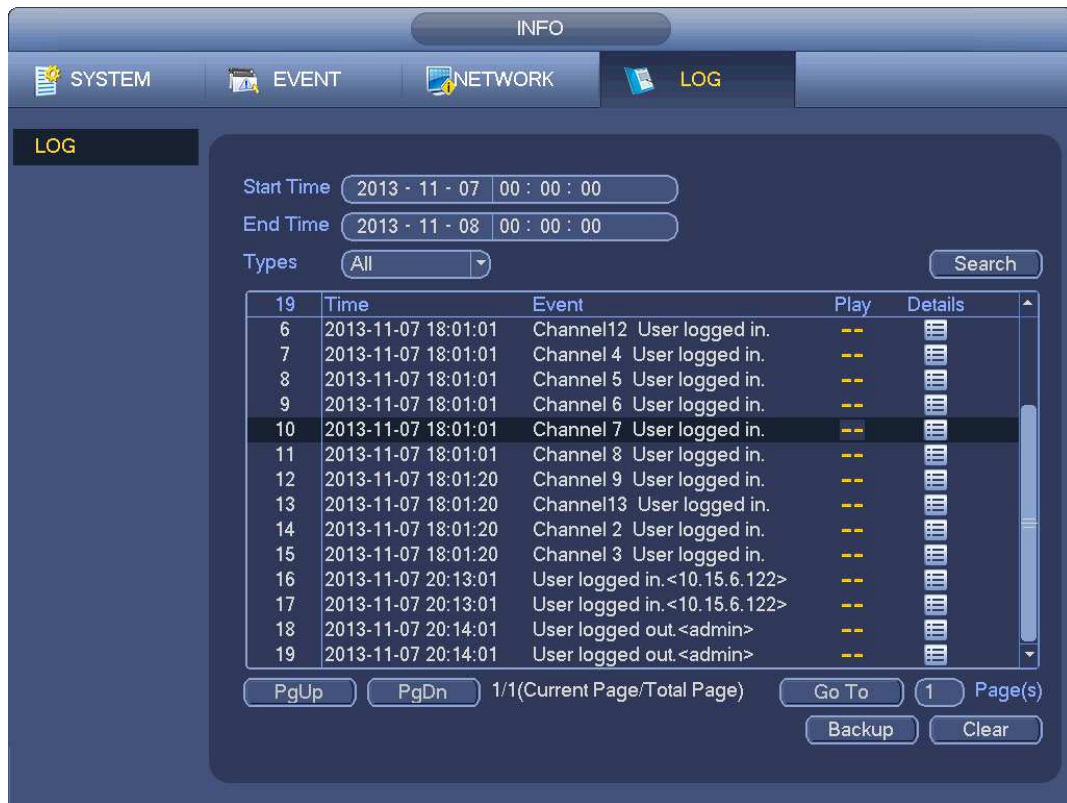 INFO
SYSTEM EVENT NETWORK LOG
LOG
Start Time 2013 - 11 - 07 00 : 00 : 00
End Time 2013 - 11 - 08 00 : 00 : 00
Types All Search
19 Time Event Play Details
6 2013-11-07 18:01:01 Channel12 User logged in. --
7 2013-11-07 18:01:01 Channel 4 User logged in. --
8 2013-11-07 18:01:01 Channel 5 User logged in. --
9 2013-11-07 18:01:01 Channel 6 User logged in. --
10 2013-11-07 18:01:01 Channel 7 User logged in. --
11 2013-11-07 18:01:01 Channel 8 User logged in. --
12 2013-11-07 18:01:20 Channel 9 User logged in. --
13 2013-11-07 18:01:20 Channel13 User logged in. --
14 2013-11-07 18:01:20 Channel 2 User logged in. --
15 2013-11-07 18:01:20 Channel 3 User logged in. --
16 2013-11-07 20:13:01 User logged in.<10.15.6.122> --
17 2013-11-07 20:13:01 User logged in.<10.15.6.122> --
18 2013-11-07 20:14:01 User logged out.<admin> --
19 2013-11-07 20:14:01 User logged out.<admin> --
PgUp PgDn 1/1(Current Page/Total Page) Go To 1 Page(s)
Backup Clear